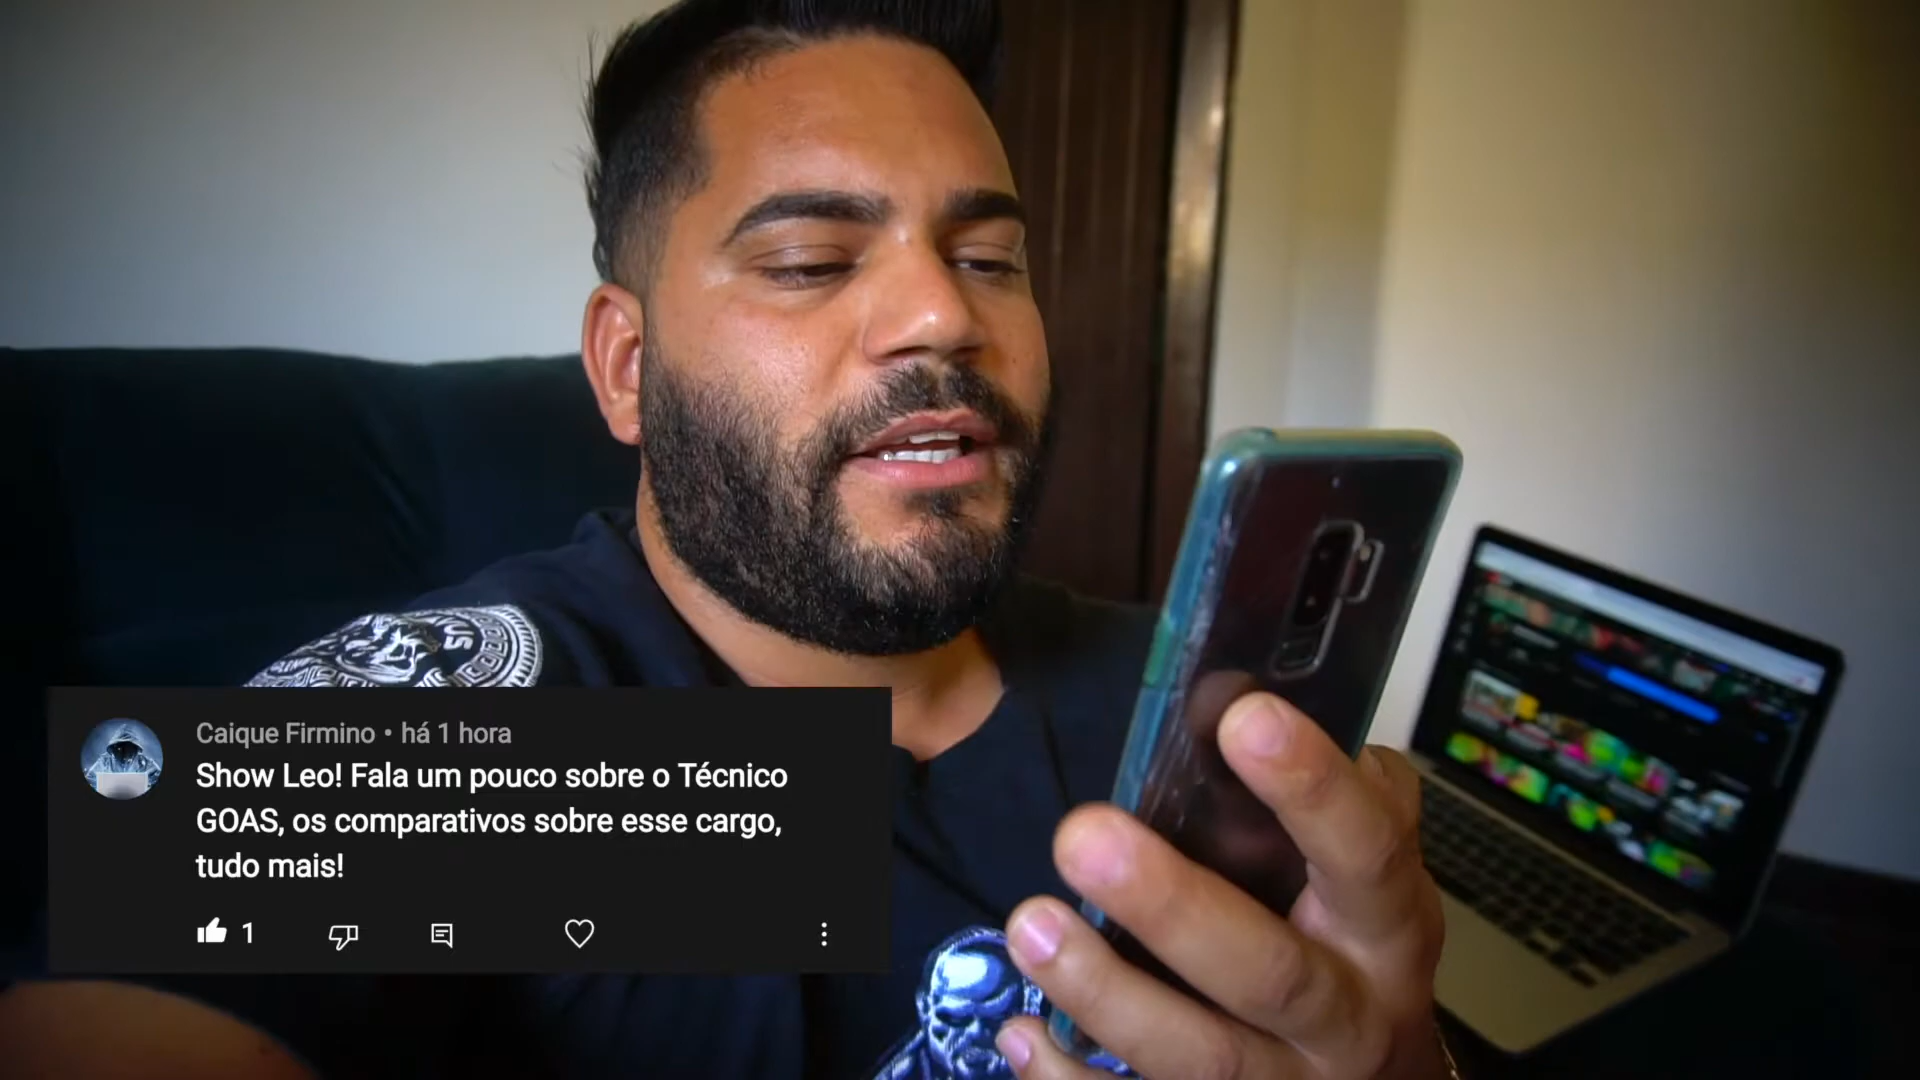 Caique Firmino • há 1 hora
Show Leo! Fala um pouco sobre o Técnico
GOAS, os comparativos sobre esse cargo,
tudo mais!
1